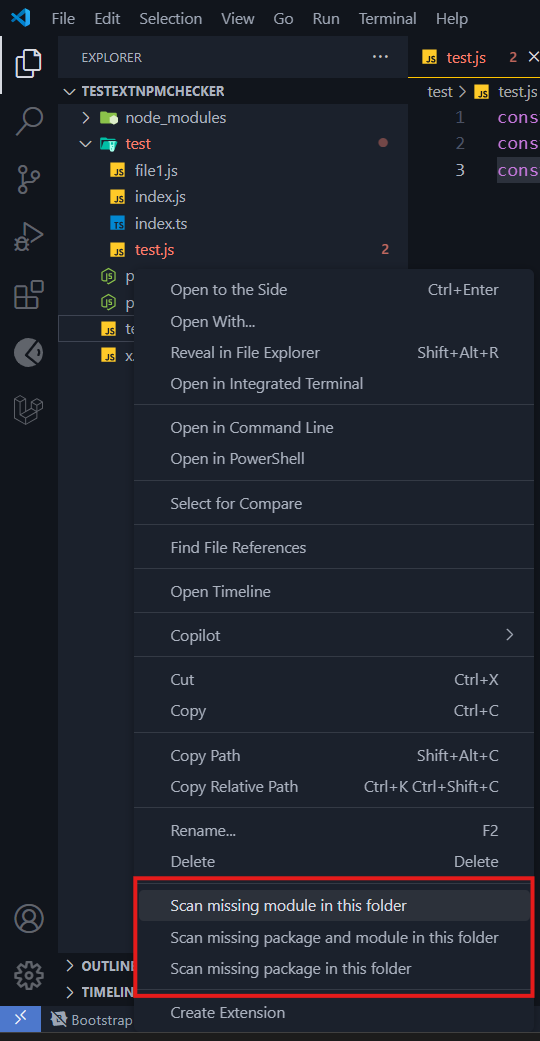 File Edit Selection View Go Run Terminal Help
EXPLORER ...
test.js 2
TESTEXTNPMCHECKER
test > test.js
node_modules
1 cons
test
2 cons
file1.js
3 cons
index.js
index.ts
test.js 2
p
p
te
x.
Open to the Side Ctrl+Enter
Open With...
Reveal in File Explorer Shift+Alt+R
Open in Integrated Terminal
Open in Command Line
Open in PowerShell
Select for Compare
Find File References
Open Timeline
Copilot
Cut Ctrl+X
Copy Ctrl+C
Copy Path Shift+Alt+C
Copy Relative Path Ctrl+K Ctrl+Shift+C
Rename... F2
Delete Delete
Scan missing module in this folder
Scan missing package and module in this folder
Scan missing package in this folder
Create Extension
OUTLIN
TIMELIN
Bootstrap